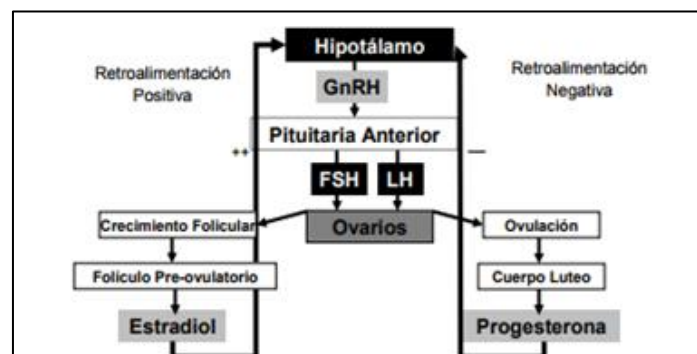 Hipotálamo
Retroalimentación
Positiva
Retroalimentación
Negativa
GnRH
Pituitaria Anterior
++
—
FSH
LH
Crecimiento Folicular
Ovarios
Ovulación
Folículo Pre-ovulatorio
Cuerpo Luteo
Estradiol
Progesterona